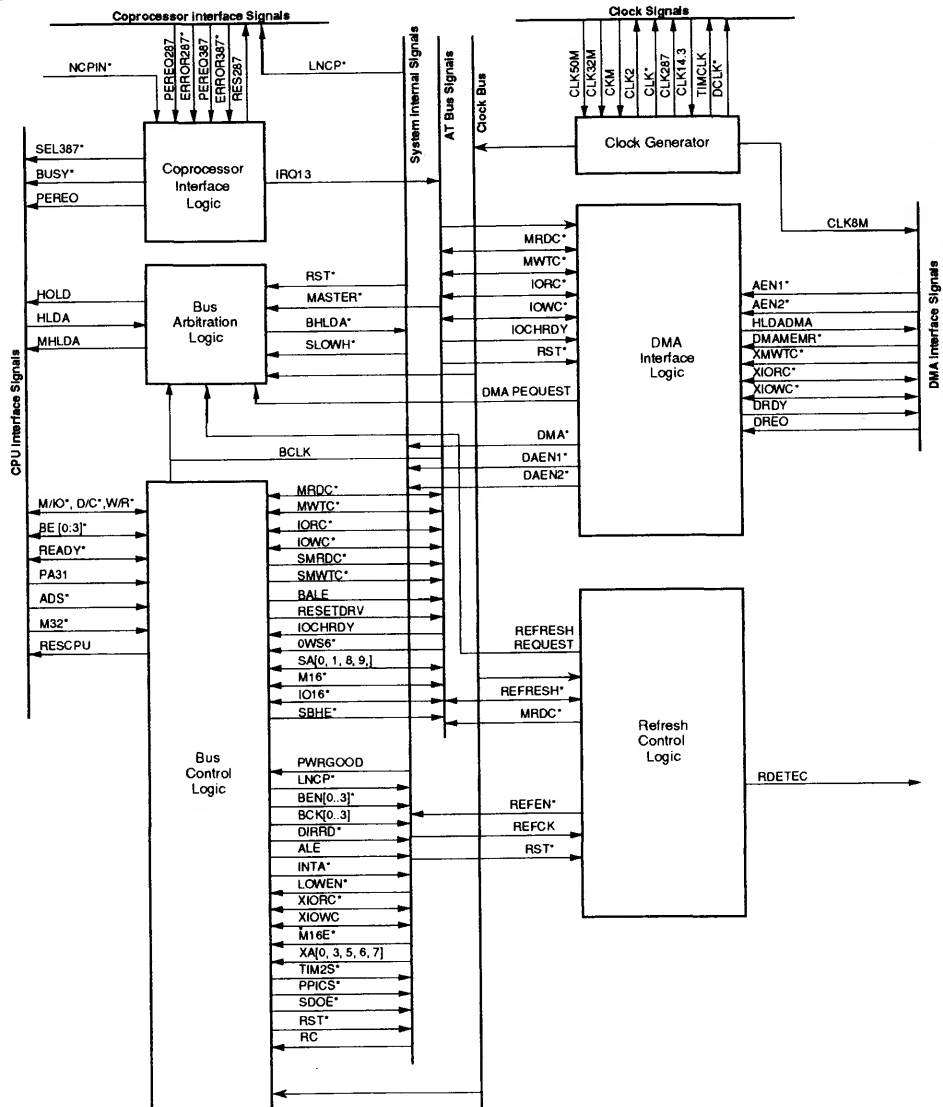 Coprocessor interface Signals
Clock Signals
NCPIN*
PEREQ287
ERROR287*
PEREQ387
ERROR387*
RES287
LNCP*
System Internal Signals
AT Bus Signals
Clock Bus
CLK50M
CLK32M
CKM
CLK2
CLK*
CLK287
CLK14.3
TIMCLK
DCLK*
SEL387*
BUSY*
PEREO
Coprocessor
Interface
Logic
IRQ13
Clock Generator
CLK8M
HOLD
HLDA
MHLDA
Bus
Arbitration
Logic
RST*
MASTER*
BHLDA*
SLOWH*
MRDC*
MWTC*
IORC*
IOWC*
IOCHRDY
RST*
DMA PEQUEST
DMA*
DAEN1*
DAEN2*
DMA
Interface
Logic
AEN1*
AEN2*
HLDADMA
DMAMEMR*
XMWTC*
XIORC*
XIOWC*
DRDY
DREO
DMA Interface Signals
CPU Interface Signals
BCLK
M/IO*, D/C*,W/R*
BE [0:3]*
READY*
PA31
ADS*
M32*
RESCPU
Bus
Control
Logic
MRDC*
MWTC*
IORC*
IOWC*
SMRDC*
SMWTC*
BALE
RESETDRV
IOCHRDY
0WS6*
SA[0, 1, 8, 9,]
M16*
IO16*
SBHE*
PWRGOOD
LNCP*
BEN[0..3]*
BCK[0..3]
DIRRD*
ALE
INTA*
LOWEN*
XIORC*
XIOWC
M16E*
XA[0, 3, 5, 6, 7]
TIM2S*
PPICS*
SDOE*
RST*
RC
REFRESH
REQUEST
REFRESH*
MRDC*
REFEN*
REFCK
RST*
Refresh
Control
Logic
RDETEC